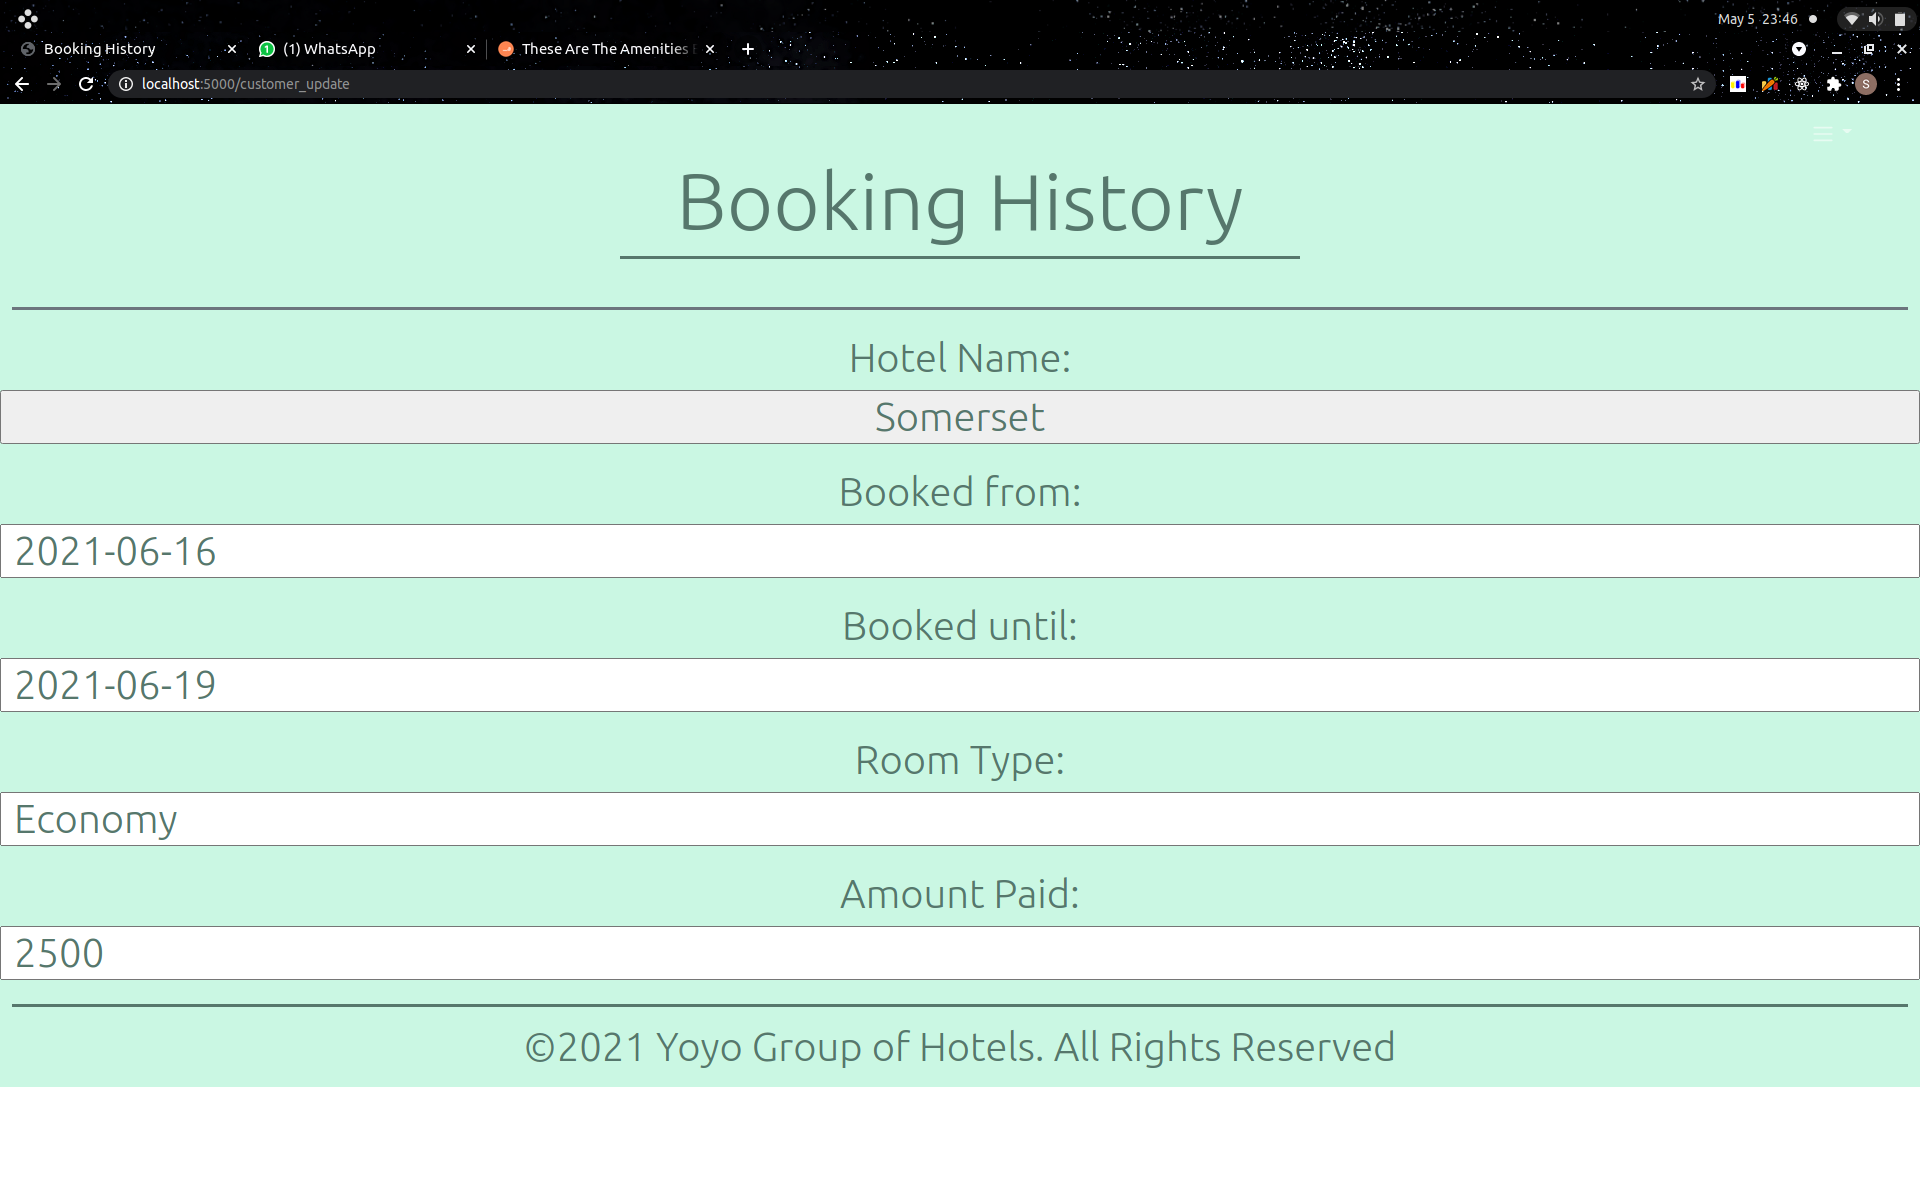 May 5 23:46
Booking History
(1) WhatsApp
These Are The Amenities
localhost:5000/customer_update
S
Booking History
Hotel Name:
Somerset
Booked from:
2021-06-16
Booked until:
2021-06-19
Room Type:
Economy
Amount Paid:
2500
©2021 Yoyo Group of Hotels. All Rights Reserved